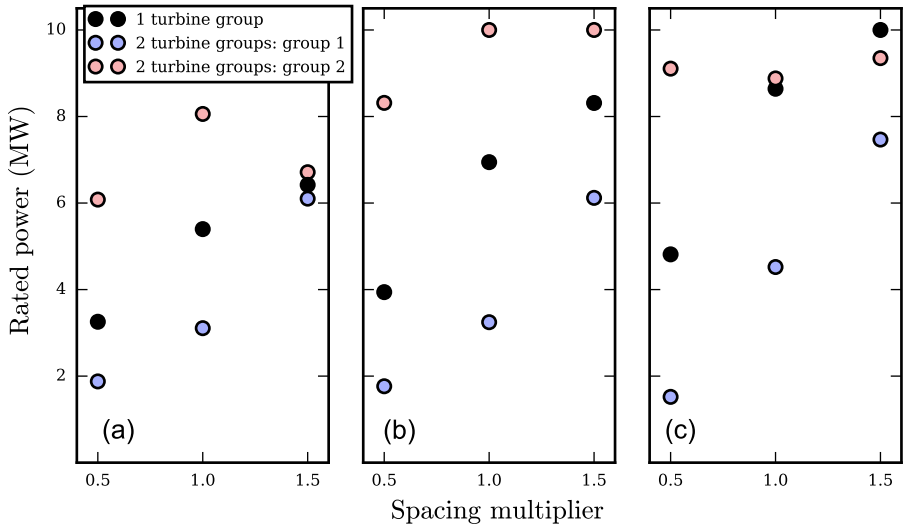 1 turbine group
2 turbine groups: group 1
2 turbine groups: group 2
Rated power (MW)
10
8
6
4
2
(a)
(b)
(c)
0.5 1.0 1.5
0.5 1.0 1.5
0.5 1.0 1.5
Spacing multiplier